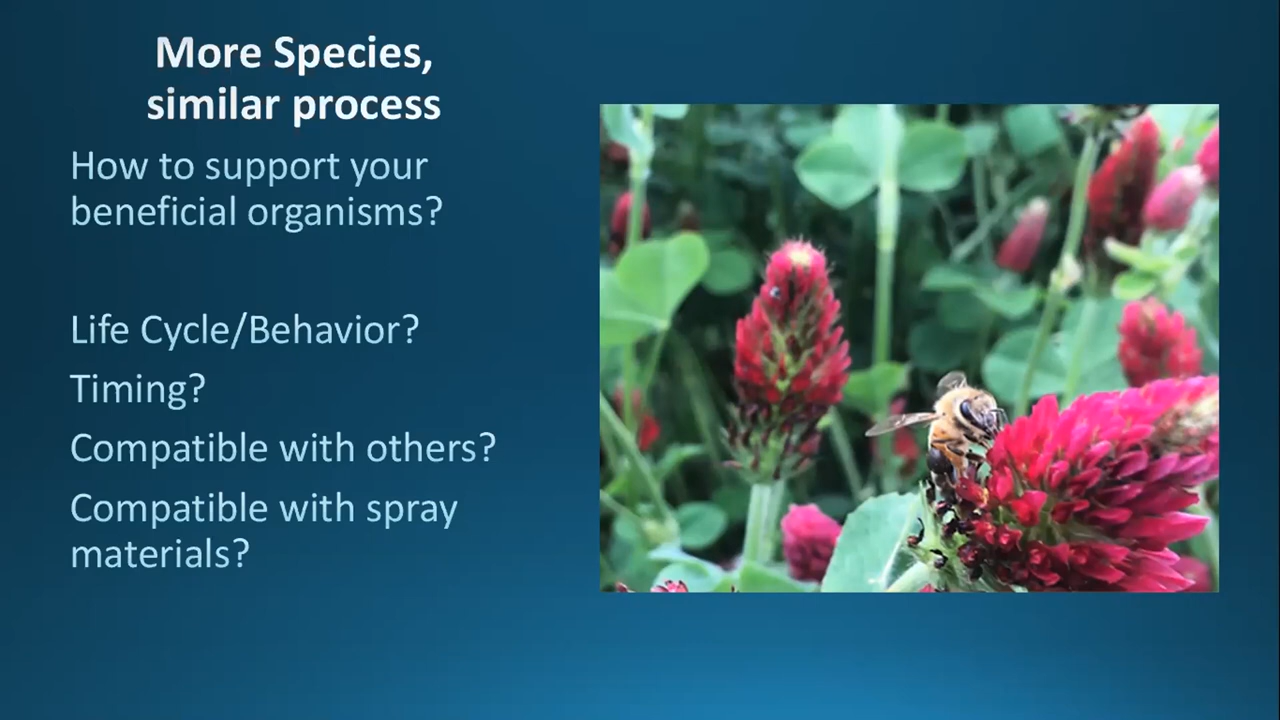 More Species,
similar process
How to support your
beneficial organisms?
Life Cycle/Behavior?
Timing?
Compatible with others?
Compatible with spray
materials?